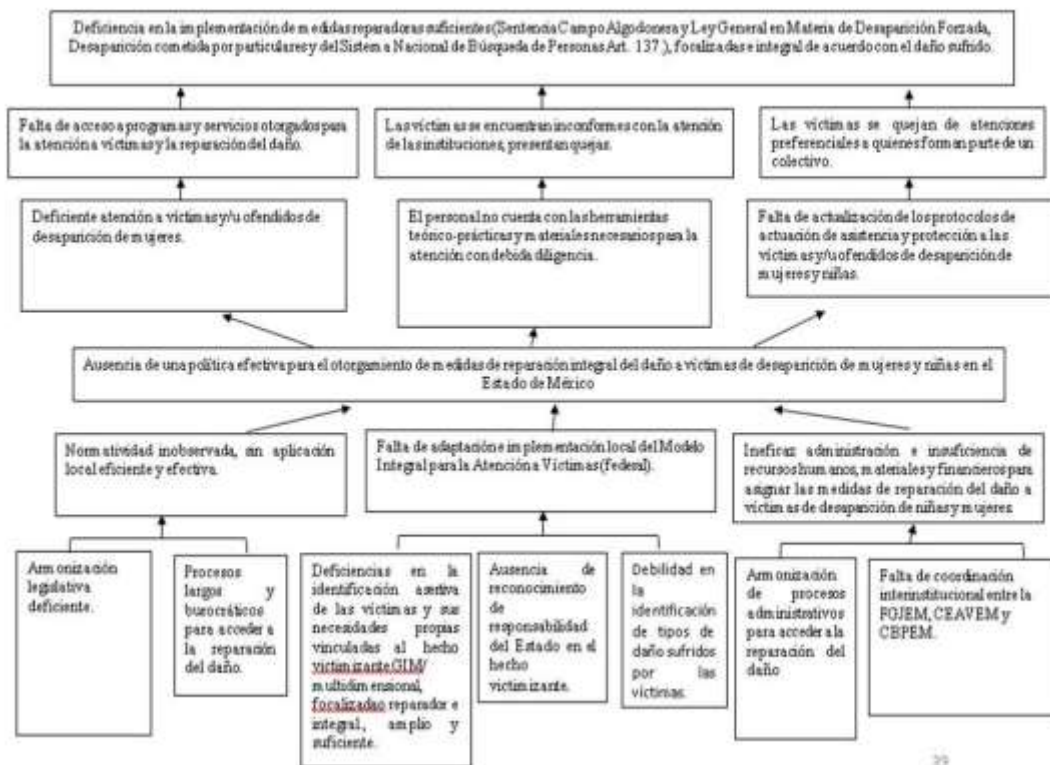 Deficiencia en la implementación de medidas reparadoras suficientes (Sentencia Campo Algodonera y Ley General en Materia de Desaparición Forzada,
Desaparición cometida por particulares y del Sistema Nacional de Búsqueda de Personas Art. 137.), focalizadas e integral de acuerdo con el daño sufrido.
Falta de acceso a programas y servicios otorgados para
la atención a víctimas y la reparación del daño.
Las víctimas se encuentran inconformes con la atención
de las instituciones, presentan quejas.
Las víctimas se quejan de atenciones
preferenciales a quienes forman parte de un
colectivo.
Deficiente atención a víctimas y/u ofendidos de
desaparición de mujeres.
El personal no cuenta con las herramientas
teórico-prácticas y materiales necesarios para la
atención con debida diligencia.
Falta de actualización de los protocolos de
actuación de asistencia y protección a las
víctimas y/u ofendidos de desaparición de
mujeres y niñas.
Ausencia de una política efectiva para el otorgamiento de medidas de reparación integral del daño a víctimas de desaparición de mujeres y niñas en el
Estado de México
Normatividad inobservada, sin aplicación
local eficiente y efectiva.
Falta de adaptación e implementación local del Modelo
Integral para la Atención a Víctimas (federal).
Ineficaz administración e insuficiencia de
recursos humanos, materiales y financieros para
asignar las medidas de reparación del daño a
víctimas de desaparición de niñas y mujeres.
Armonización
legislativa
deficiente.
Procesos
largos y
burocráticos
para acceder a
la reparación
del daño.
Deficiencias en la
identificación asertiva
de las víctimas y sus
necesidades propias
vinculadas al hecho
victimizante,GIM/
multidimensional,
focalizadao reparador e
integral., amplio y
suficiente.
Ausencia de
reconocimiento
de
responsabilidad
del Estado en el
hecho
victimizante.
Debilidad en
la
identificación
de tipos de
daño sufridos
por las
víctimas.
Armonización
de procesos
administrativos
para acceder a la
reparación del
daño
Falta de coordinación
interinstitucional entre la
FGJEM, CEAVEM y
CBPEM.
39